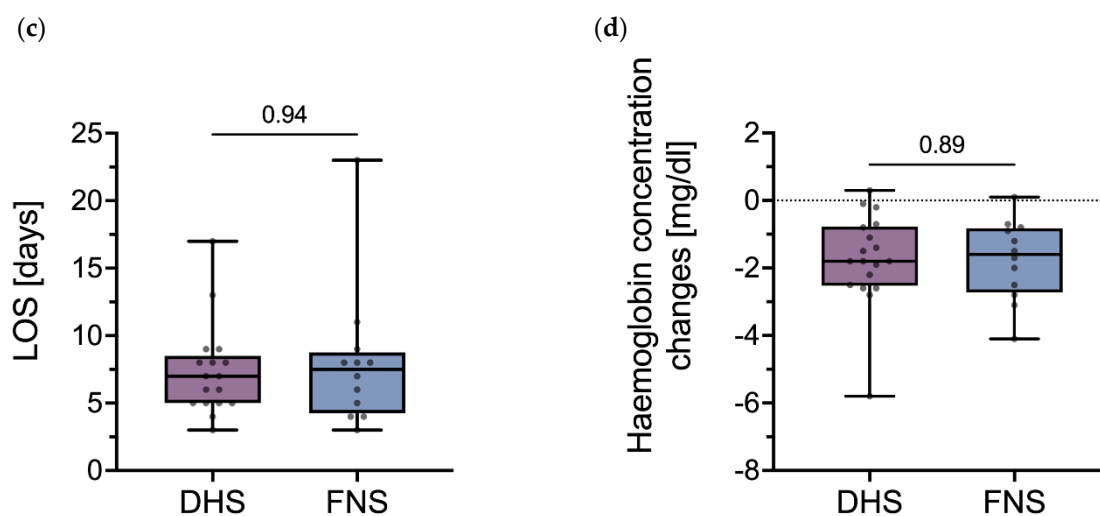 (c)
LOS [days]
25
20
15
10
5
0
0.94
DHS
FNS
(d)
Haemoglobin concentration
changes [mg/dl]
2
0
-2
-4
-6
-8
0.89
DHS
FNS